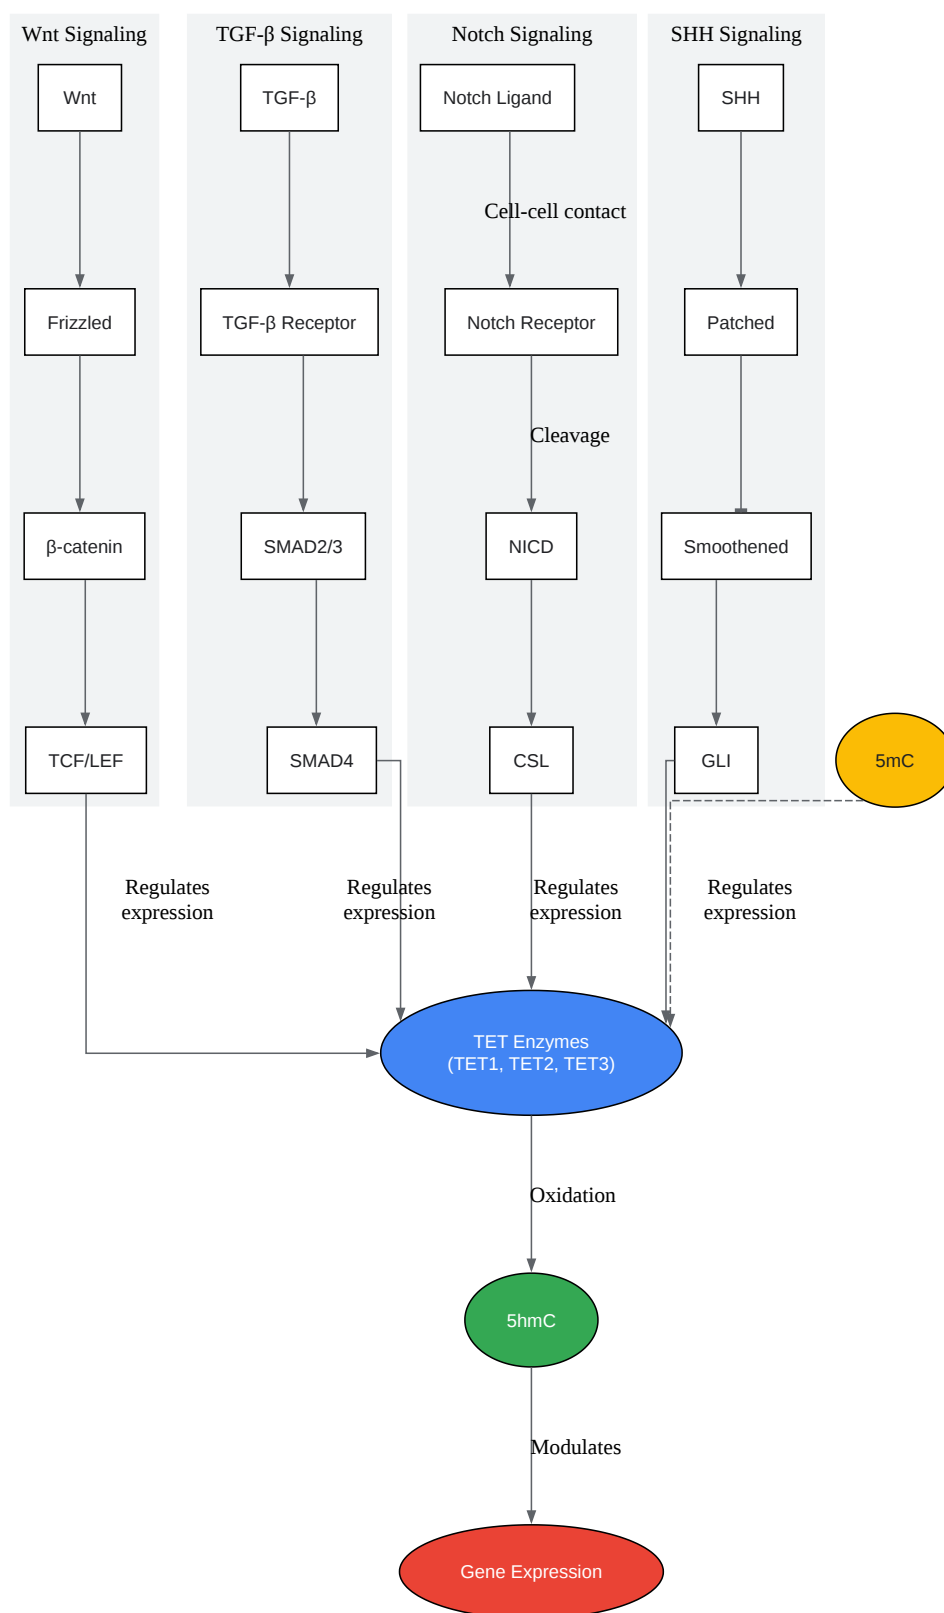 Wnt Signaling
TGF-β Signaling
Notch Signaling
SHH Signaling
Wnt
TGF-β
Notch Ligand
SHH
Cell-cell contact
Frizzled
TGF-β Receptor
Notch Receptor
Patched
Cleavage
β-catenin
SMAD2/3
NICD
Smoothened
TCF/LEF
SMAD4
CSL
GLI
5mC
Regulates
expression
Regulates
expression
Regulates
expression
Regulates
expression
TET Enzymes
(TET1, TET2, TET3)
Oxidation
5hmC
Modulates
Gene Expression